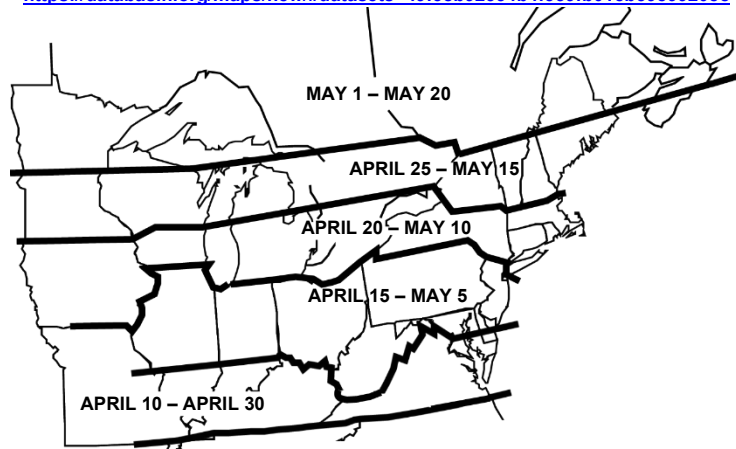 MAY 1 – MAY 20
APRIL 25 – MAY 15
APRIL 20 – MAY 10
APRIL 15 – MAY 5
APRIL 10 – APRIL 30